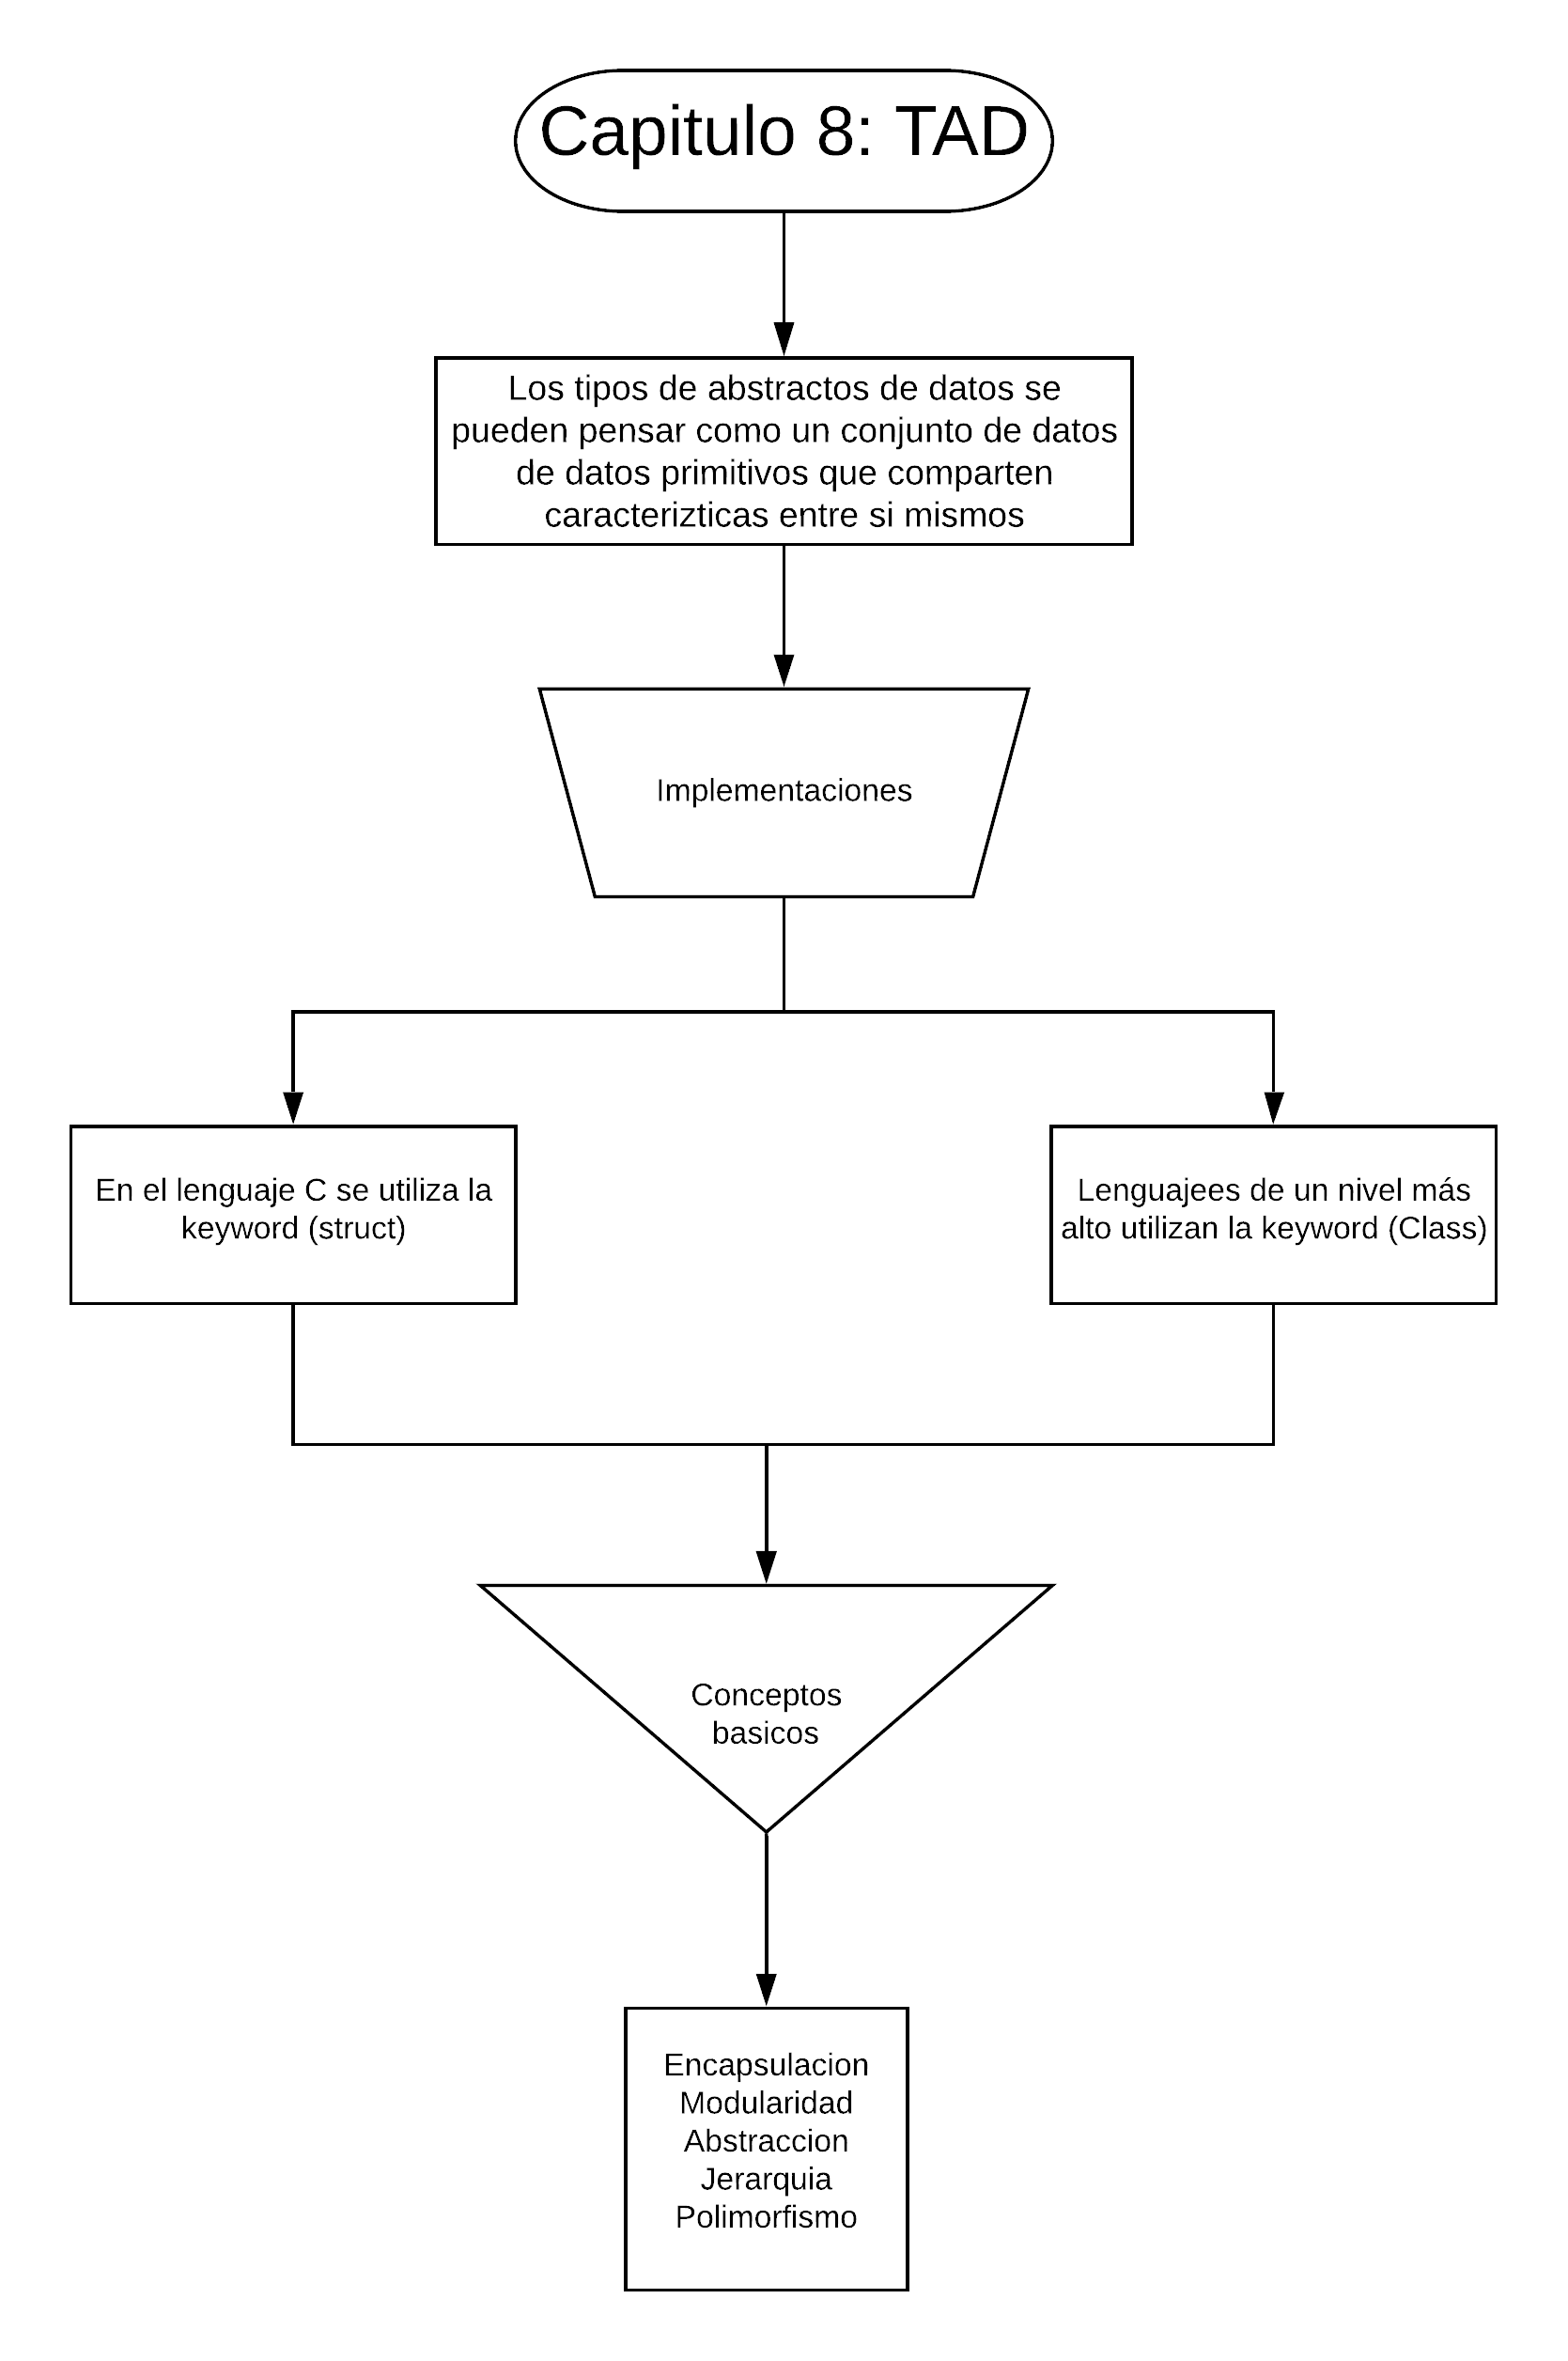 Capitulo 8: TAD
Los tipos de abstractos de datos se
pueden pensar como un conjunto de datos
de datos primitivos que comparten
caracterizticas entre si mismos
Implementaciones
En el lenguaje C se utiliza la
keyword (struct)
Lenguajees de un nivel más
alto utilizan la keyword (Class)
Conceptos
basicos
Encapsulacion
Modularidad
Abstraccion
Jerarquia
Polimorfismo